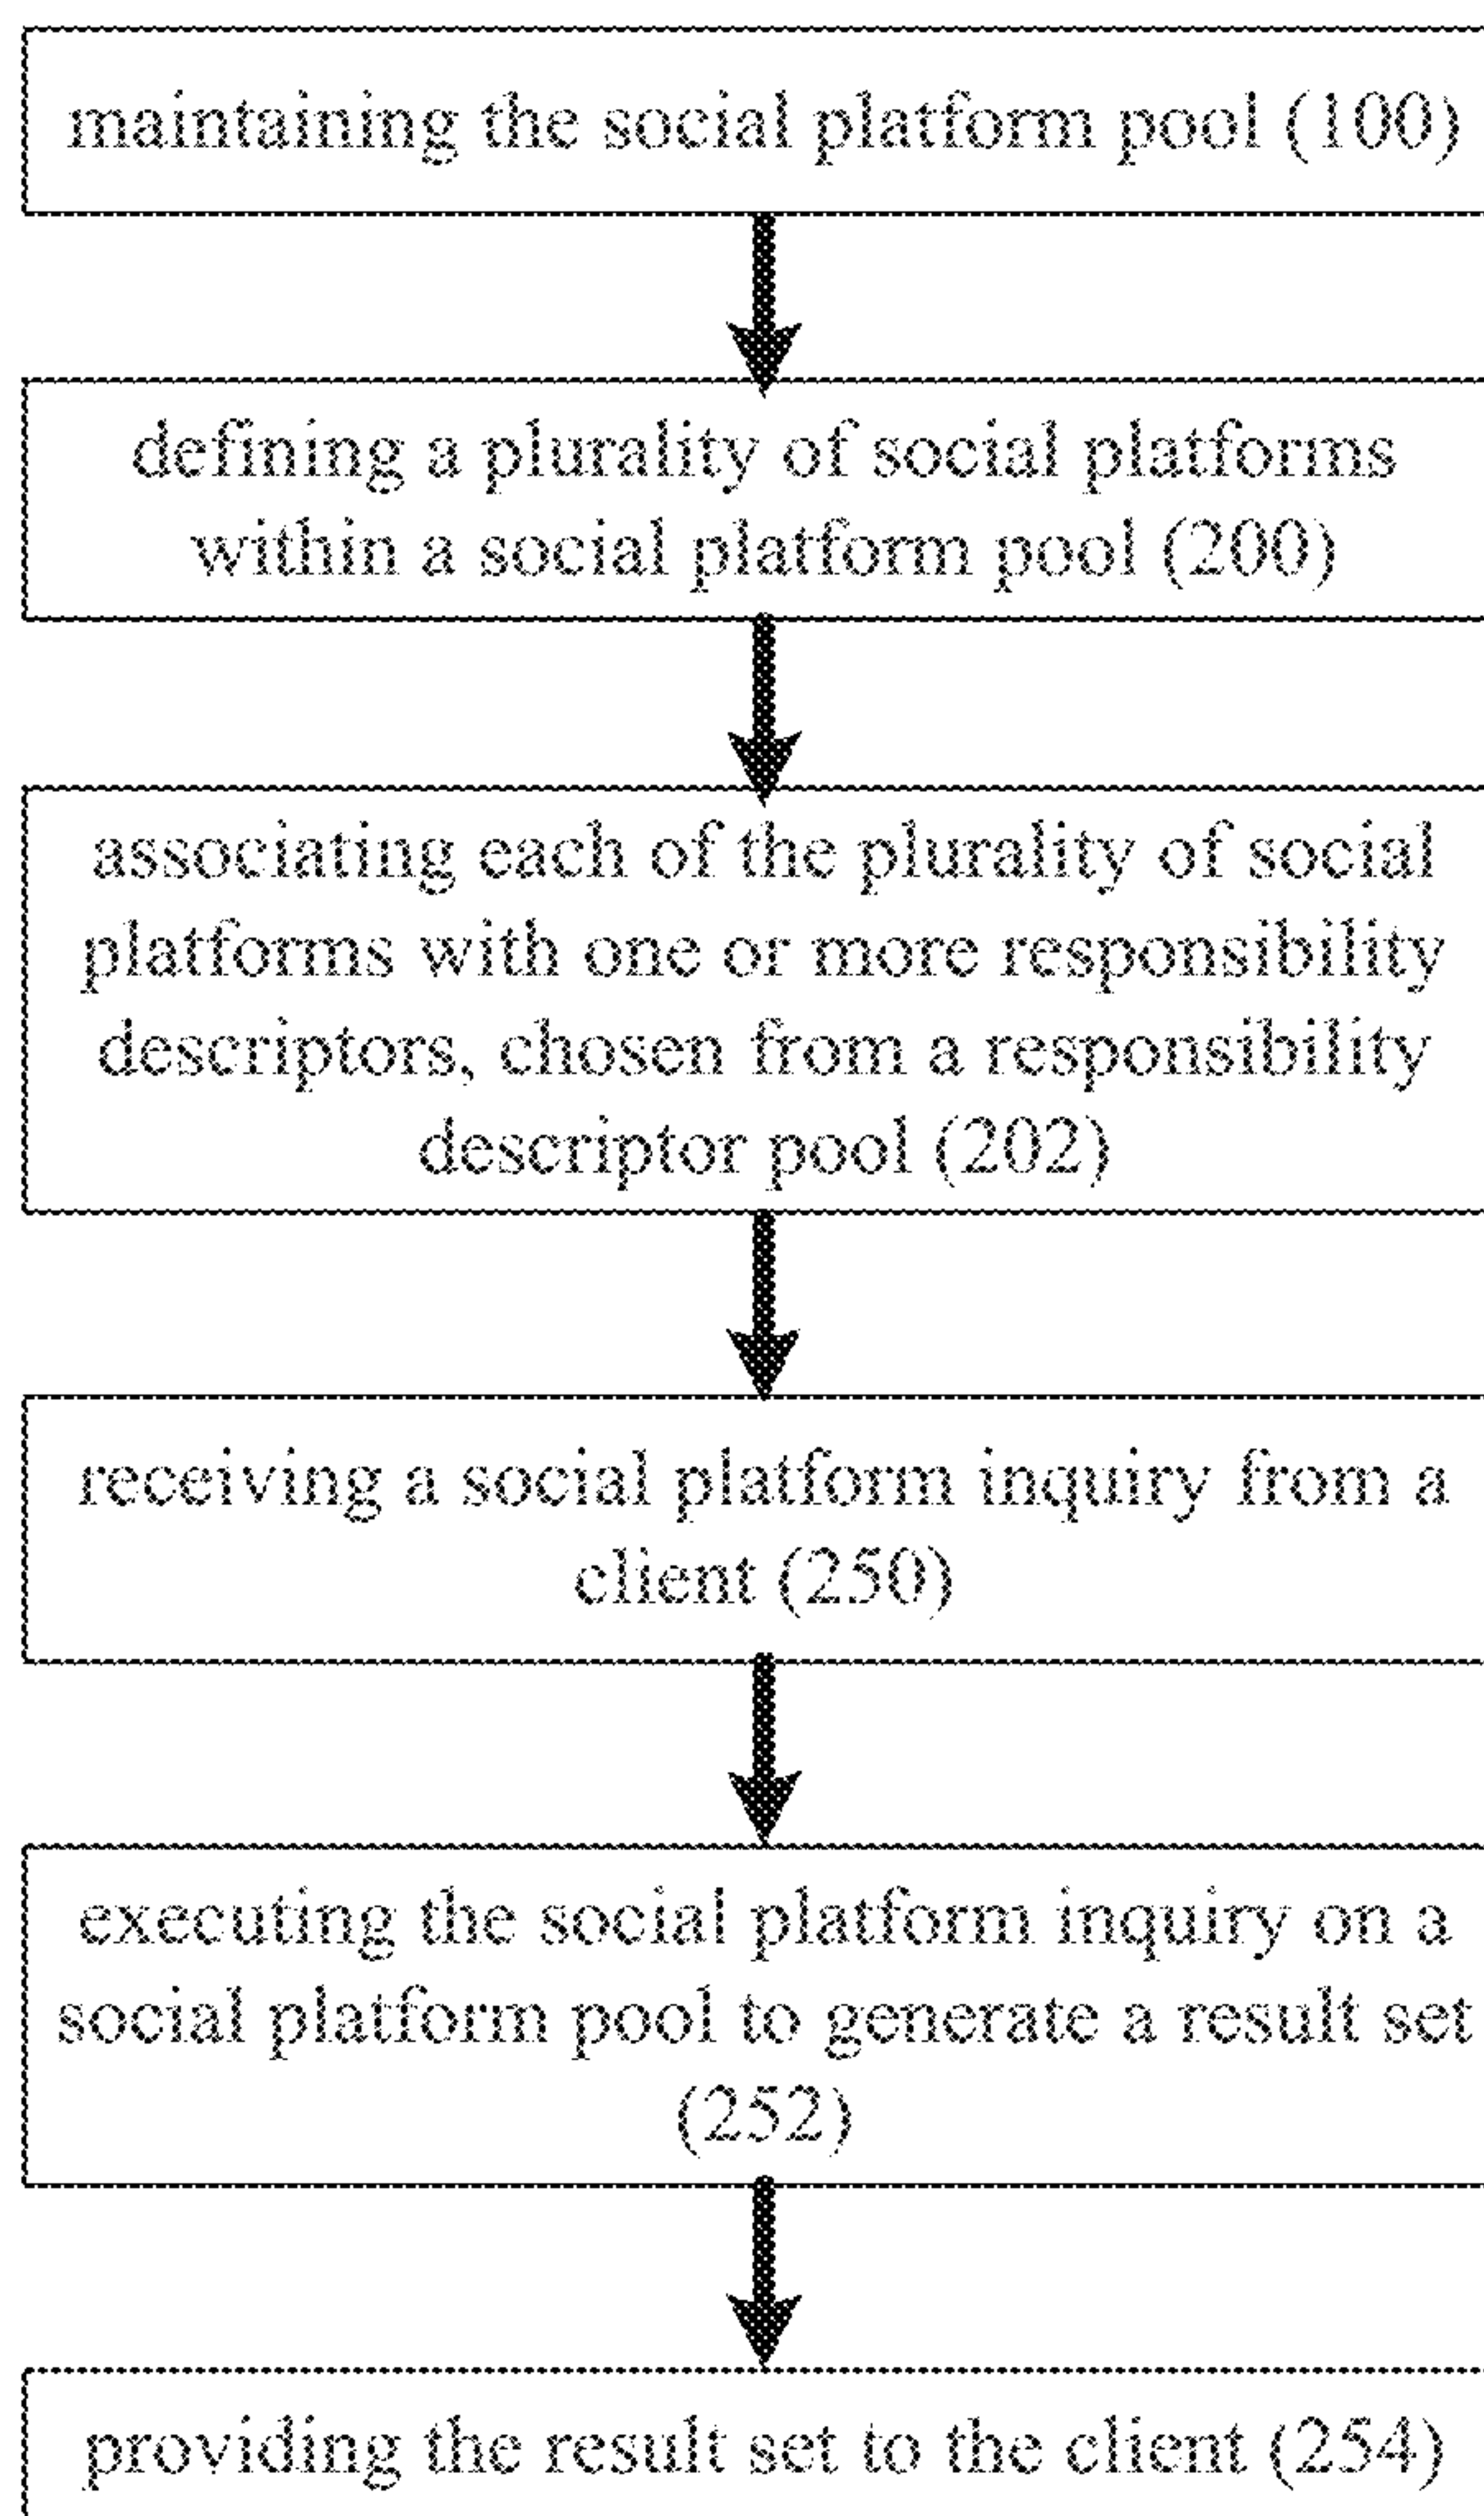 maintaining the social platform pool (100)
defining a plurality of social platforms
within a social platform pool (200)
associating each of the plurality of social
platforms with one or more responsibility
descriptors, chosen from a responsibility
descriptor pool (202)
receiving a social platform inquiry from a
client (250)
executing the social platform inquiry on a
social platform pool to generate a result set
(252)
providing the result set to the client (254)